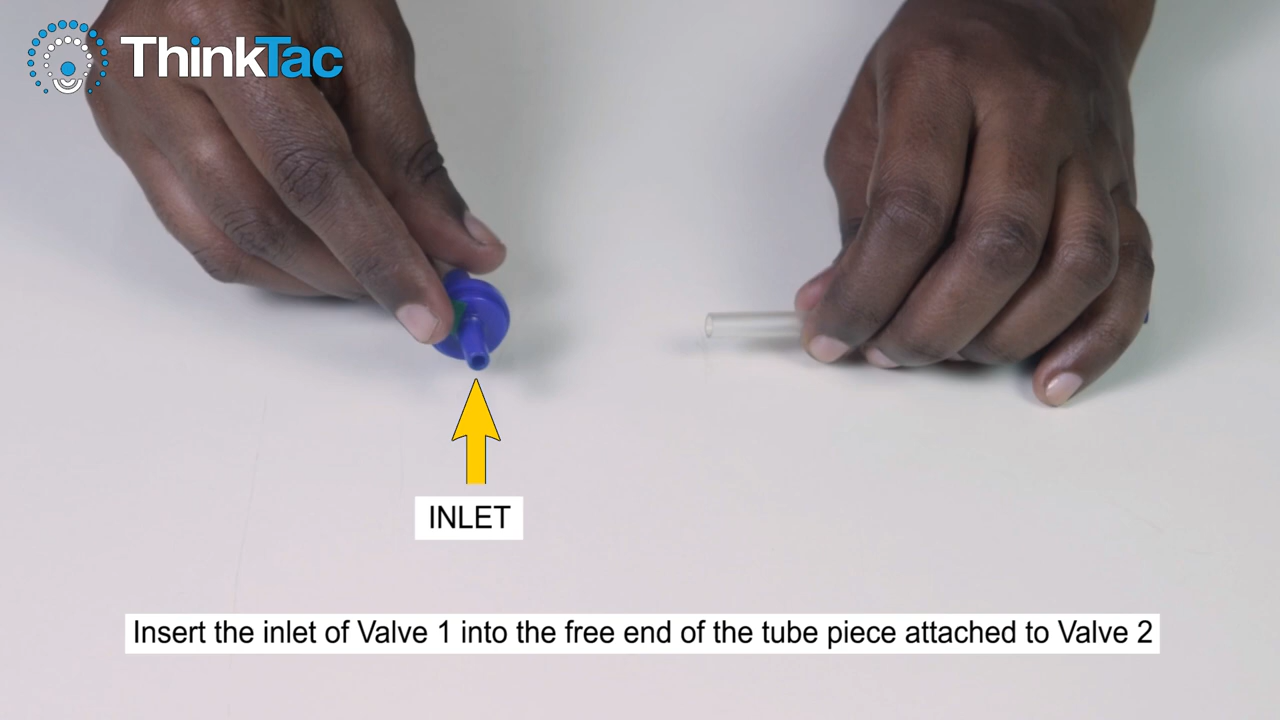 ThinkTac
INLET
Insert the inlet of Valve 1 into the free end of the tube piece attached to Valve 2